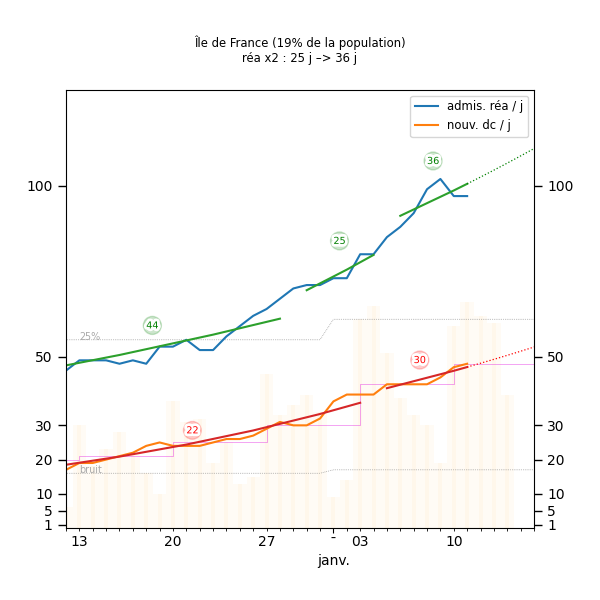 Île de France (19% de la population)
réa x2 : 25 j –> 36 j
admis. réa / j
nouv. dc / j
36
100 100
25
44
25%
50 50
30
30 30
22
20 20
bruit
10 10
5 5
1 1
13 20 27 - 03 10
janv.